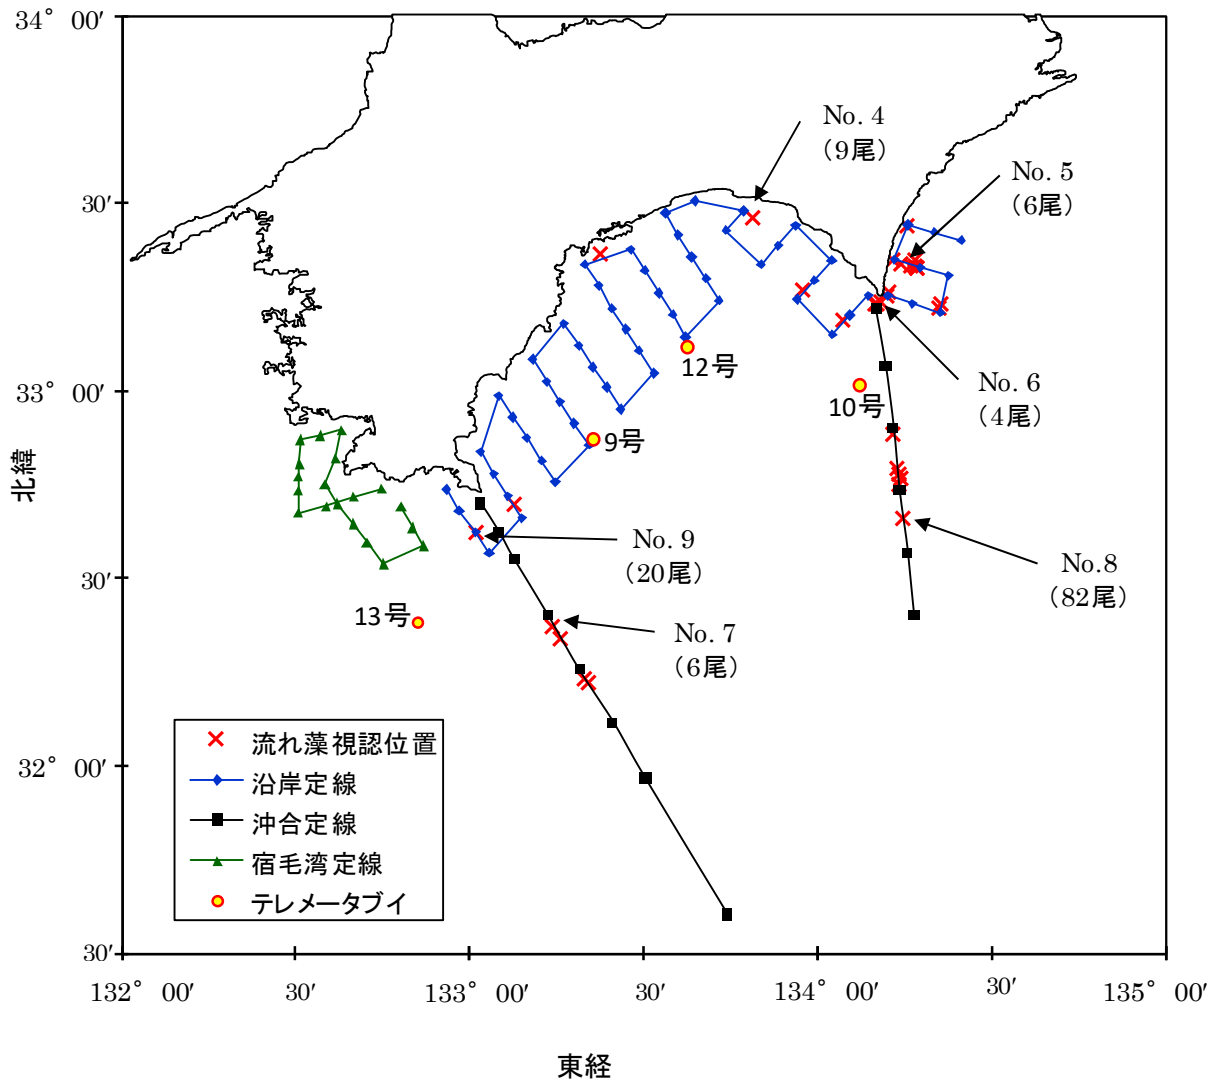 34° 00′
No. 4
(9尾)
No. 5
(6尾)
30′
12号
No. 6
(4尾)
33° 00′
10号
9号
北緯
No. 9
(20尾)
No.8
(82尾)
30′
13号
No. 7
(6尾)
流れ藻視認位置
沿岸定線
沖合定線
宿毛湾定線
テレメータブイ
32° 00′
30′
132° 00′
30′
133° 00′
30′
134° 00′
30′
135° 00′
東経